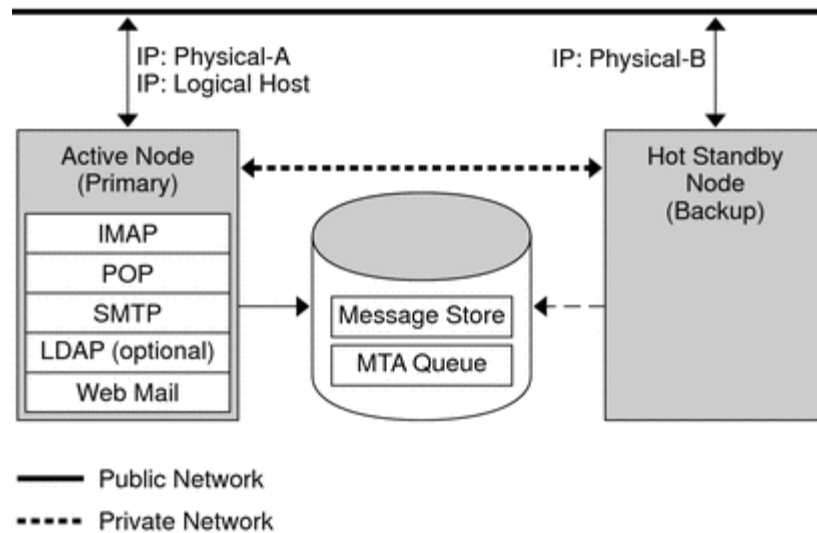 IP: Physical-A
IP: Logical Host
IP: Physical-B
Active Node
(Primary)
IMAP
POP
SMTP
LDAP (optional)
Web Mail
Message Store
MTA Queue
Hot Standby
Node
(Backup)
Public Network
Private Network